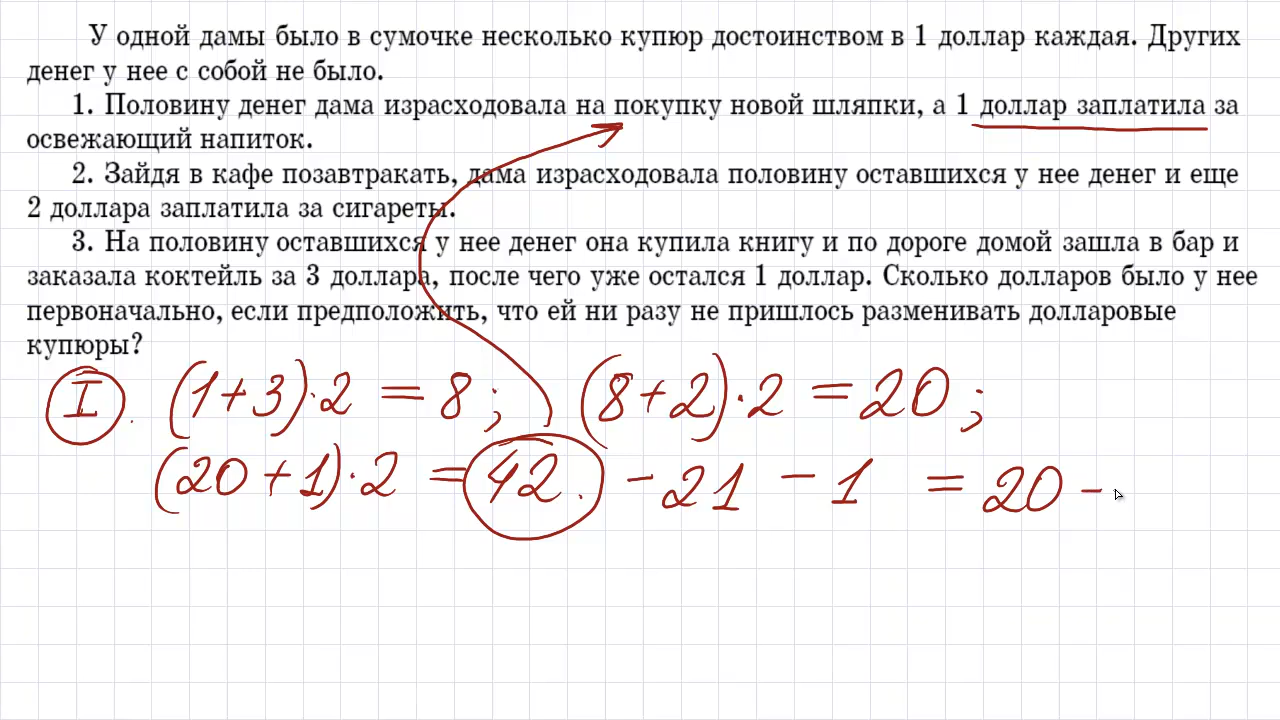 У одной дамы было в сумочке несколько купюр достоинством в 1 доллар каждая. Других
денег у нее с собой не было.
1. Половину денег дама израсходовала на покупку новой шляпки, а 1 доллар заплатила за
освежающий напиток.
2. Зайдя в кафе позавтракать, дама израсходовала половину оставшихся у нее денег и еще
2 доллара заплатила за сигареты.
3. На половину оставшихся у нее денег она купила книгу и по дороге домой зашла в бар и
заказала коктейль за 3 доллара, после чего уже остался 1 доллар. Сколько долларов было у нее
первоначально, если предположить, что ей ни разу не пришлось разменивать долларовые
купюры?
I. (1+3)·2 = 8; (8+2)·2 = 20;
(20+1)·2 = 42. - 21 - 1 = 20 -